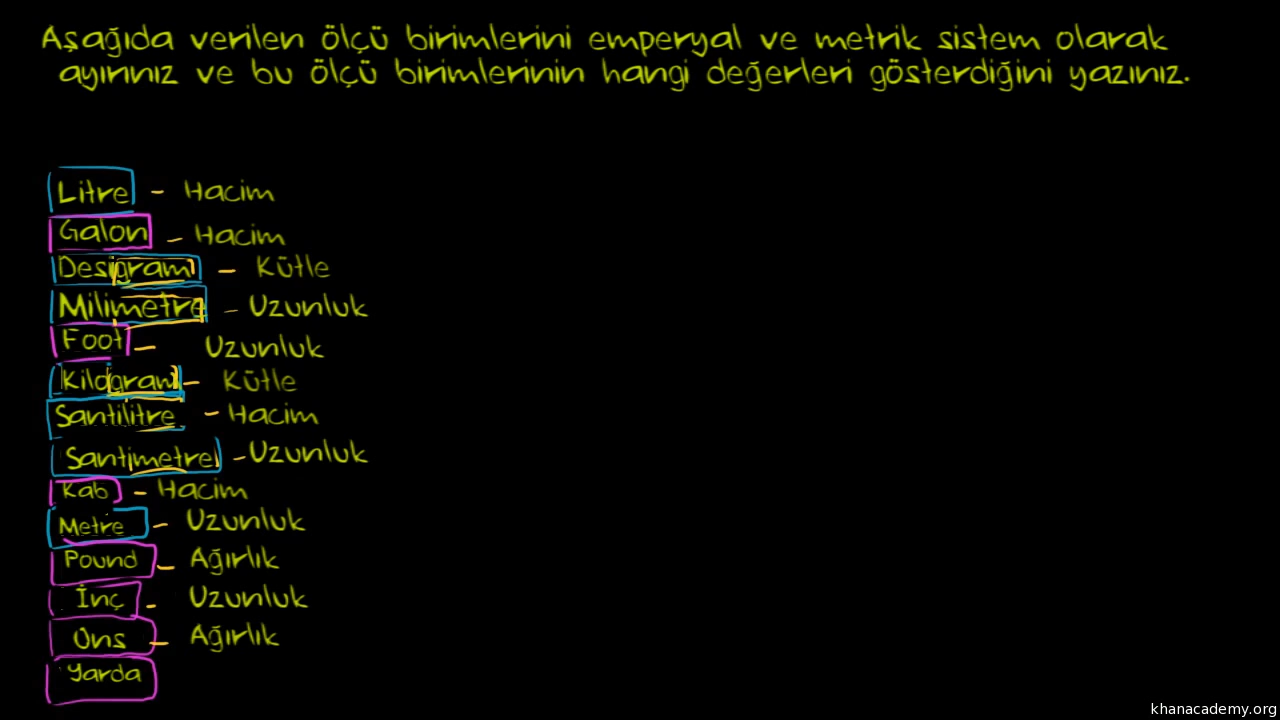 Aşağıda verilen ölçü birimlerini emperyal ve metrik sistem olarak
ayırınız ve bu ölçü birimlerinin hangi değerleri gösterdiğini yazınız.
Litre - Hacim
Galon - Hacim
Desigram - Kütle
Milimetre - Uzunluk
Foot - Uzunluk
Kilogram - Kütle
Santilitre - Hacim
Santimetre - Uzunluk
Kab - Hacim
Metre - Uzunluk
Pound - Ağırlık
İnç - Uzunluk
Ons - Ağırlık
Yarda
khanacademy.org